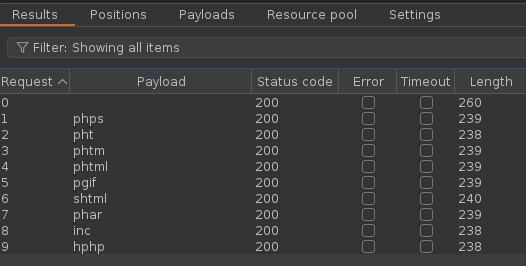 Results Positions Payloads Resource pool Settings
Filter: Showing all items
Request Payload Status code Error Timeout Length
0 200 260
1 phps 200 239
2 pht 200 238
3 phtm 200 239
4 phtml 200 239
5 pgif 200 239
6 shtml 200 240
7 phar 200 239
8 inc 200 238
9 hphp 200 238